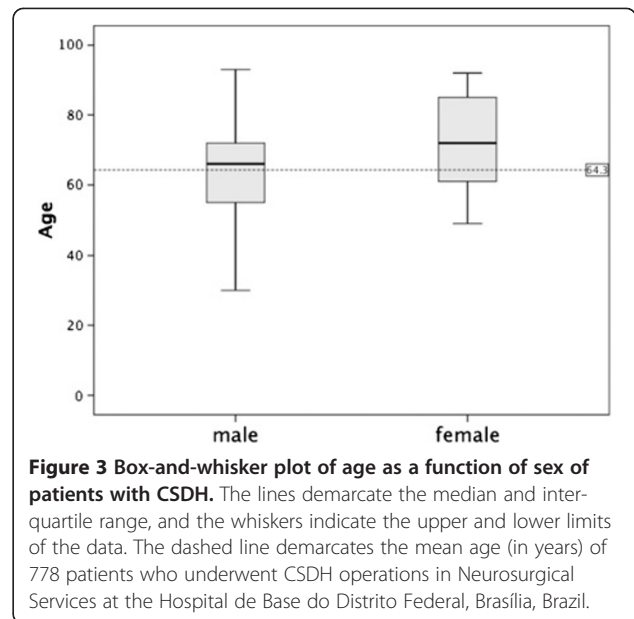 100
80
60
40
20
0
Age
64.3
male female
Figure 3 Box-and-whisker plot of age as a function of sex of
patients with CSDH. The lines demarcate the median and inter-
quartile range, and the whiskers indicate the upper and lower limits
of the data. The dashed line demarcates the mean age (in years) of
778 patients who underwent CSDH operations in Neurosurgical
Services at the Hospital de Base do Distrito Federal, Brasília, Brazil.